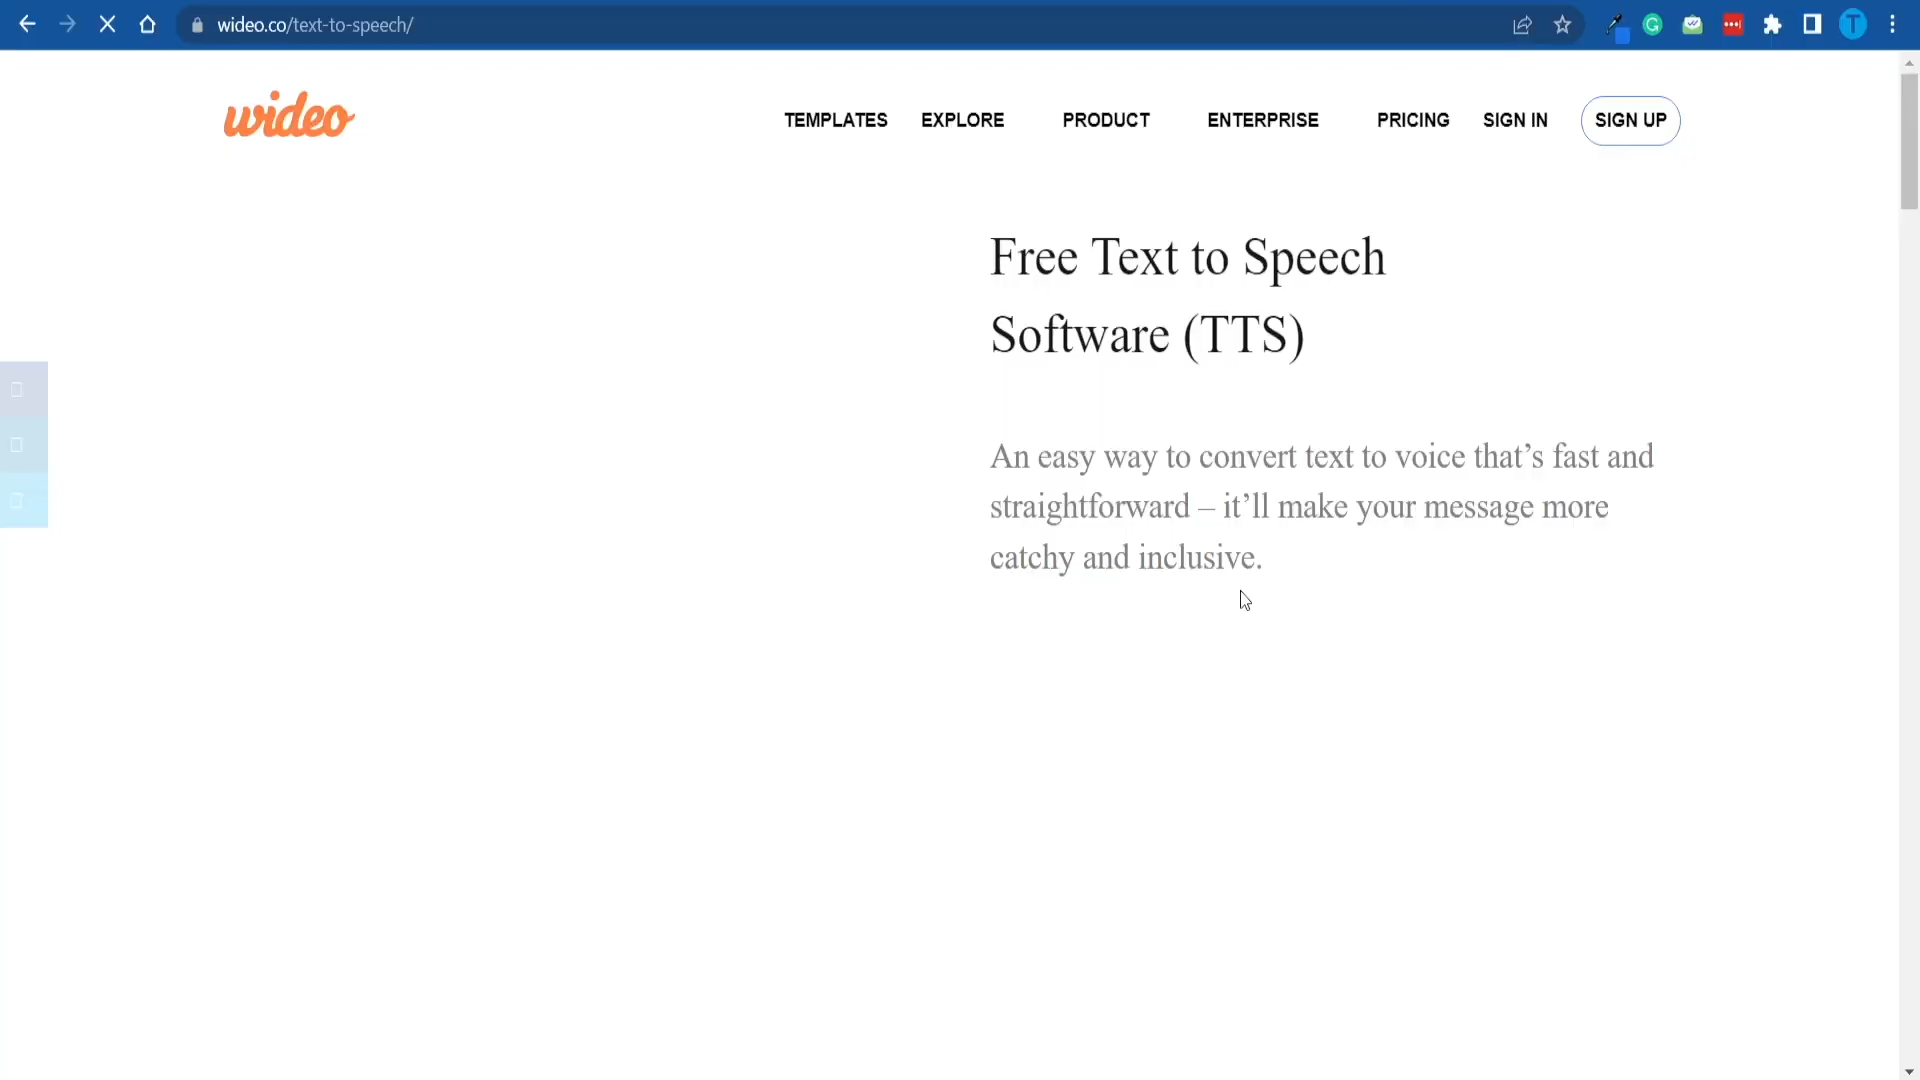 wideo.co/text-to-speech/
T
wideo
TEMPLATES EXPLORE PRODUCT ENTERPRISE PRICING SIGN IN SIGN UP
Free Text to Speech
Software (TTS)
An easy way to convert text to voice that’s fast and
straightforward – it’ll make your message more
catchy and inclusive.